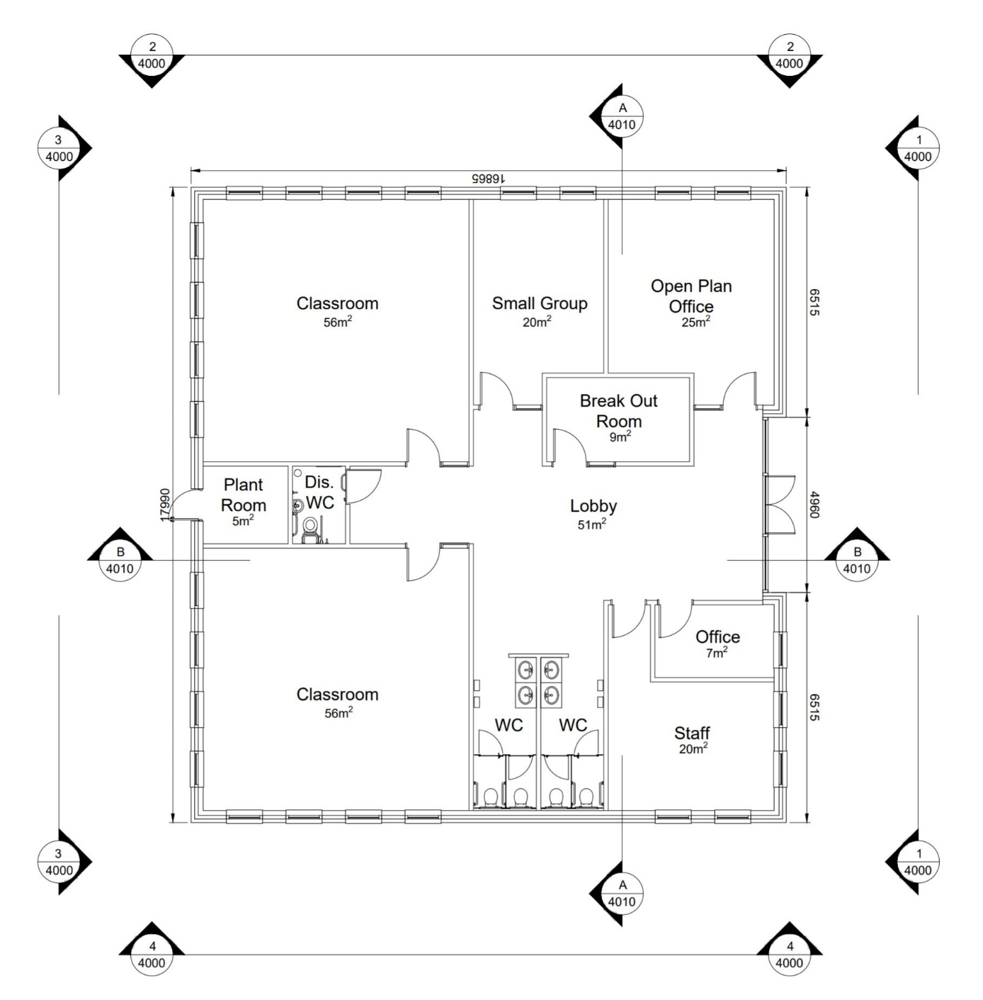 2
4000
2
4000
A
4010
3
4000
1
4000
16865
Classroom
56m²
Small Group
20m²
Open Plan
Office
25m²
6515
Break Out
Room
9m²
Plant
Room
5m²
Dis.
WC
17990
Lobby
51m²
4960
B
4010
B
4010
Office
7m²
Classroom
56m²
WC
WC
Staff
20m²
6515
3
4000
1
4000
A
4010
4
4000
4
4000